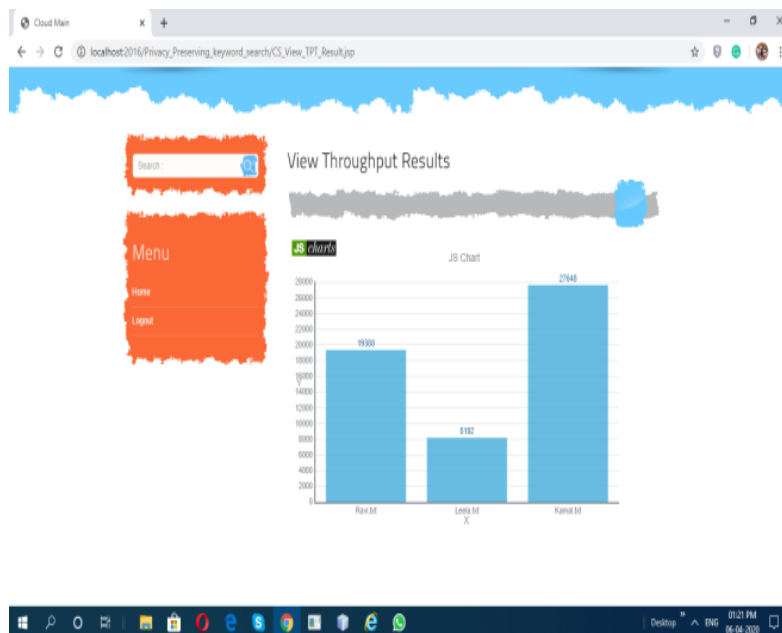 Cloud Main
localhost:2016/Privacy_Preserving_keyword_search/CS_View_TPT_Result.jsp
Search :
View Throughput Results
Menu
Home
Logout
JS charts
JS Chart
28000
26000
24000
22000
20000
18000
16000
14000
12000
10000
8000
6000
4000
2000
0
Y
19380
8192
27648
Ravi.txt
Leela.txt
Kamal.txt
X
Desktop
ENG
01:21 PM
06-04-2020